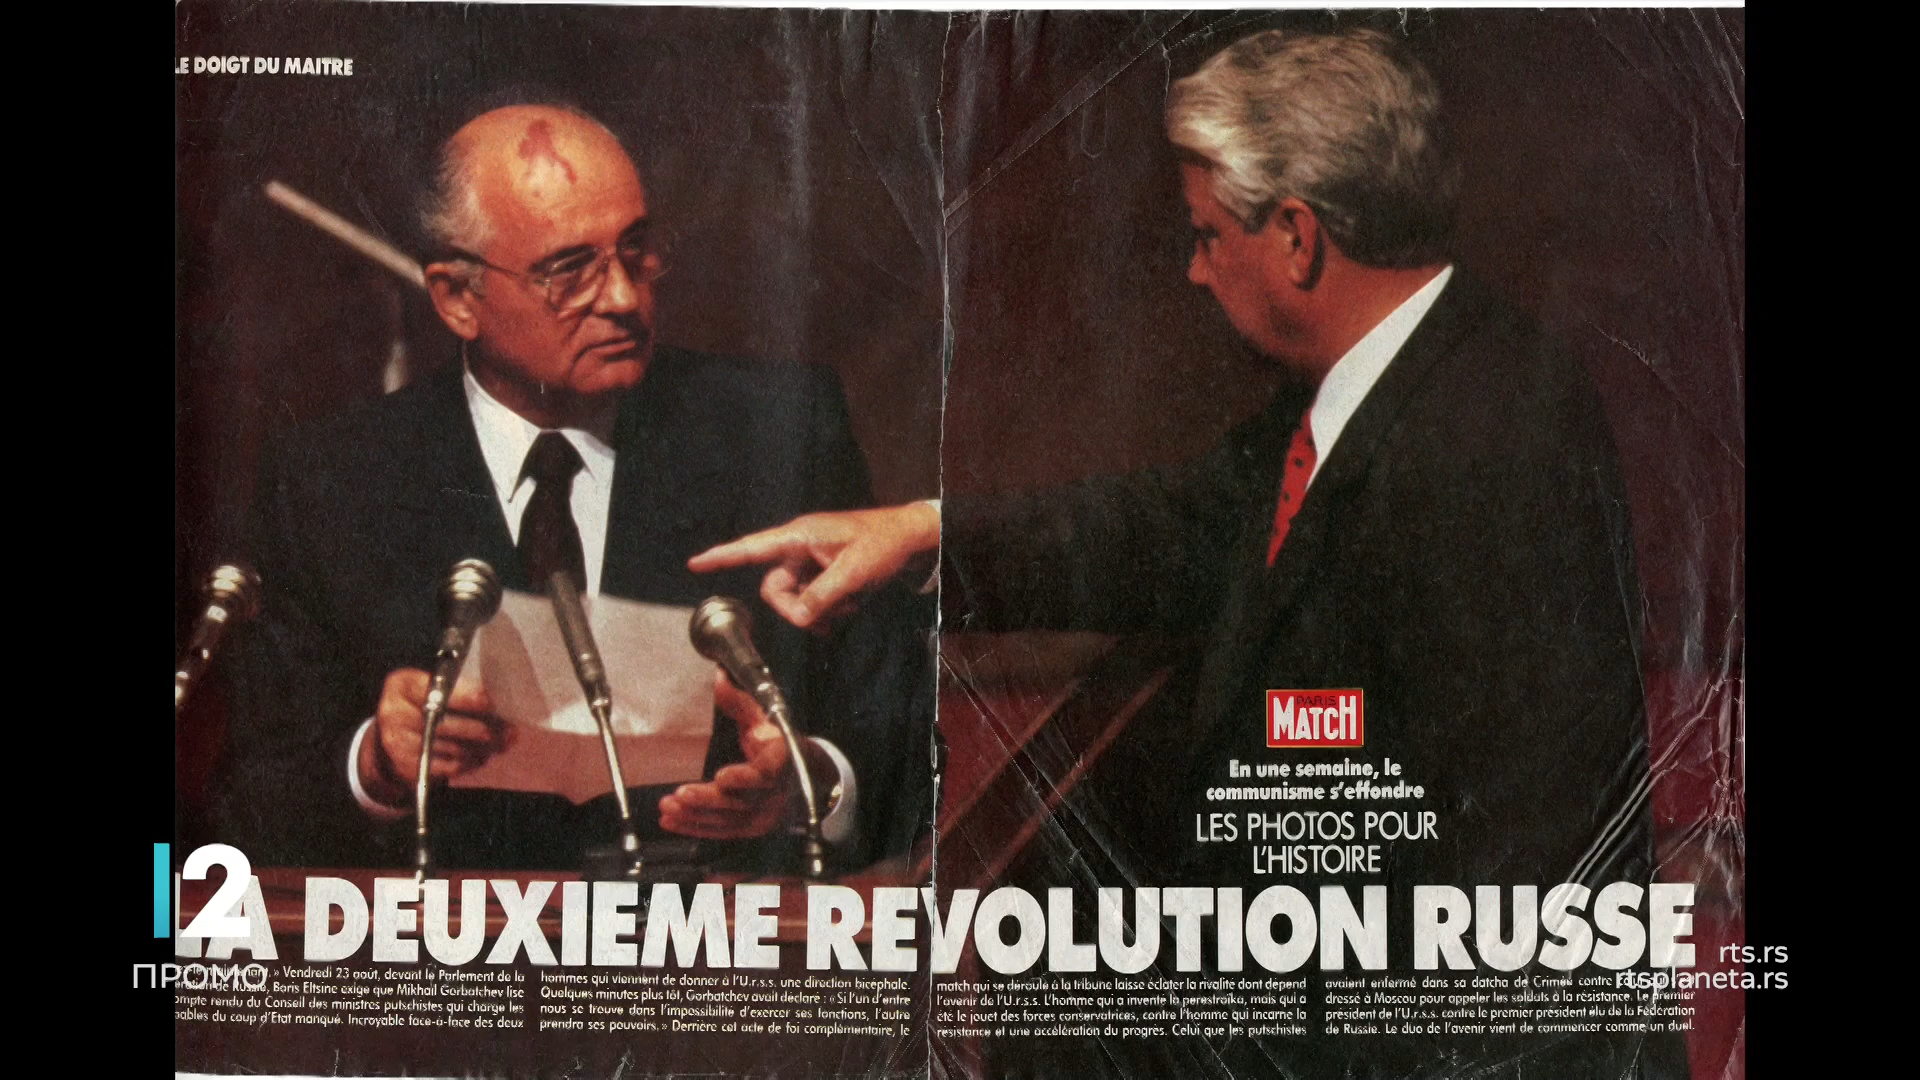 LE DOIGT DU MAITRE
PARIS
MATCH
En une semaine, le
communisme s'effondre
LES PHOTOS POUR
L'HISTOIRE
LA DEUXIEME REVOLUTION RUSSE
2
ПРОМО
rts.rs
rtsplaneta.rs
» Vendredi 23 août, devant le Parlement de la
de Russie, Boris Eltsine exige que Mikhaïl Gorbatchev lise
compte rendu du Conseil des ministres putschistes qui charge les
du coup d'Etat manqué. Incroyable face-à-face des deux
hommes qui viennent de donner à l'U.r.s.s. une direction bicéphale.
Quelques minutes plus tôt, Gorbatchev avait déclaré : « Si l'un d'entre
nous se trouve dans l'impossibilité d'exercer ses fonctions, l'autre
prendra ses pouvoirs. » Derrière cet acte de foi complémentaire, le
match qui se déroule à la tribune laisse éclater la rivalité dont dépend
l'avenir de l'U.r.s.s. L'homme qui a inventé la perestroïka, mais qui a
été le jouet des forces conservatrices, contre l'homme qui incarne la
résistance et une accélération du progrès. Celui que les putschistes
avaient enfermé dans sa datcha de Crimée contre
dressé à Moscou pour appeler les soldats à la résistance. Le premier
président de l'U.r.s.s. contre le premier président élu de la Fédération
de Russie. Le duo de l'avenir vient de commencer comme un duel.